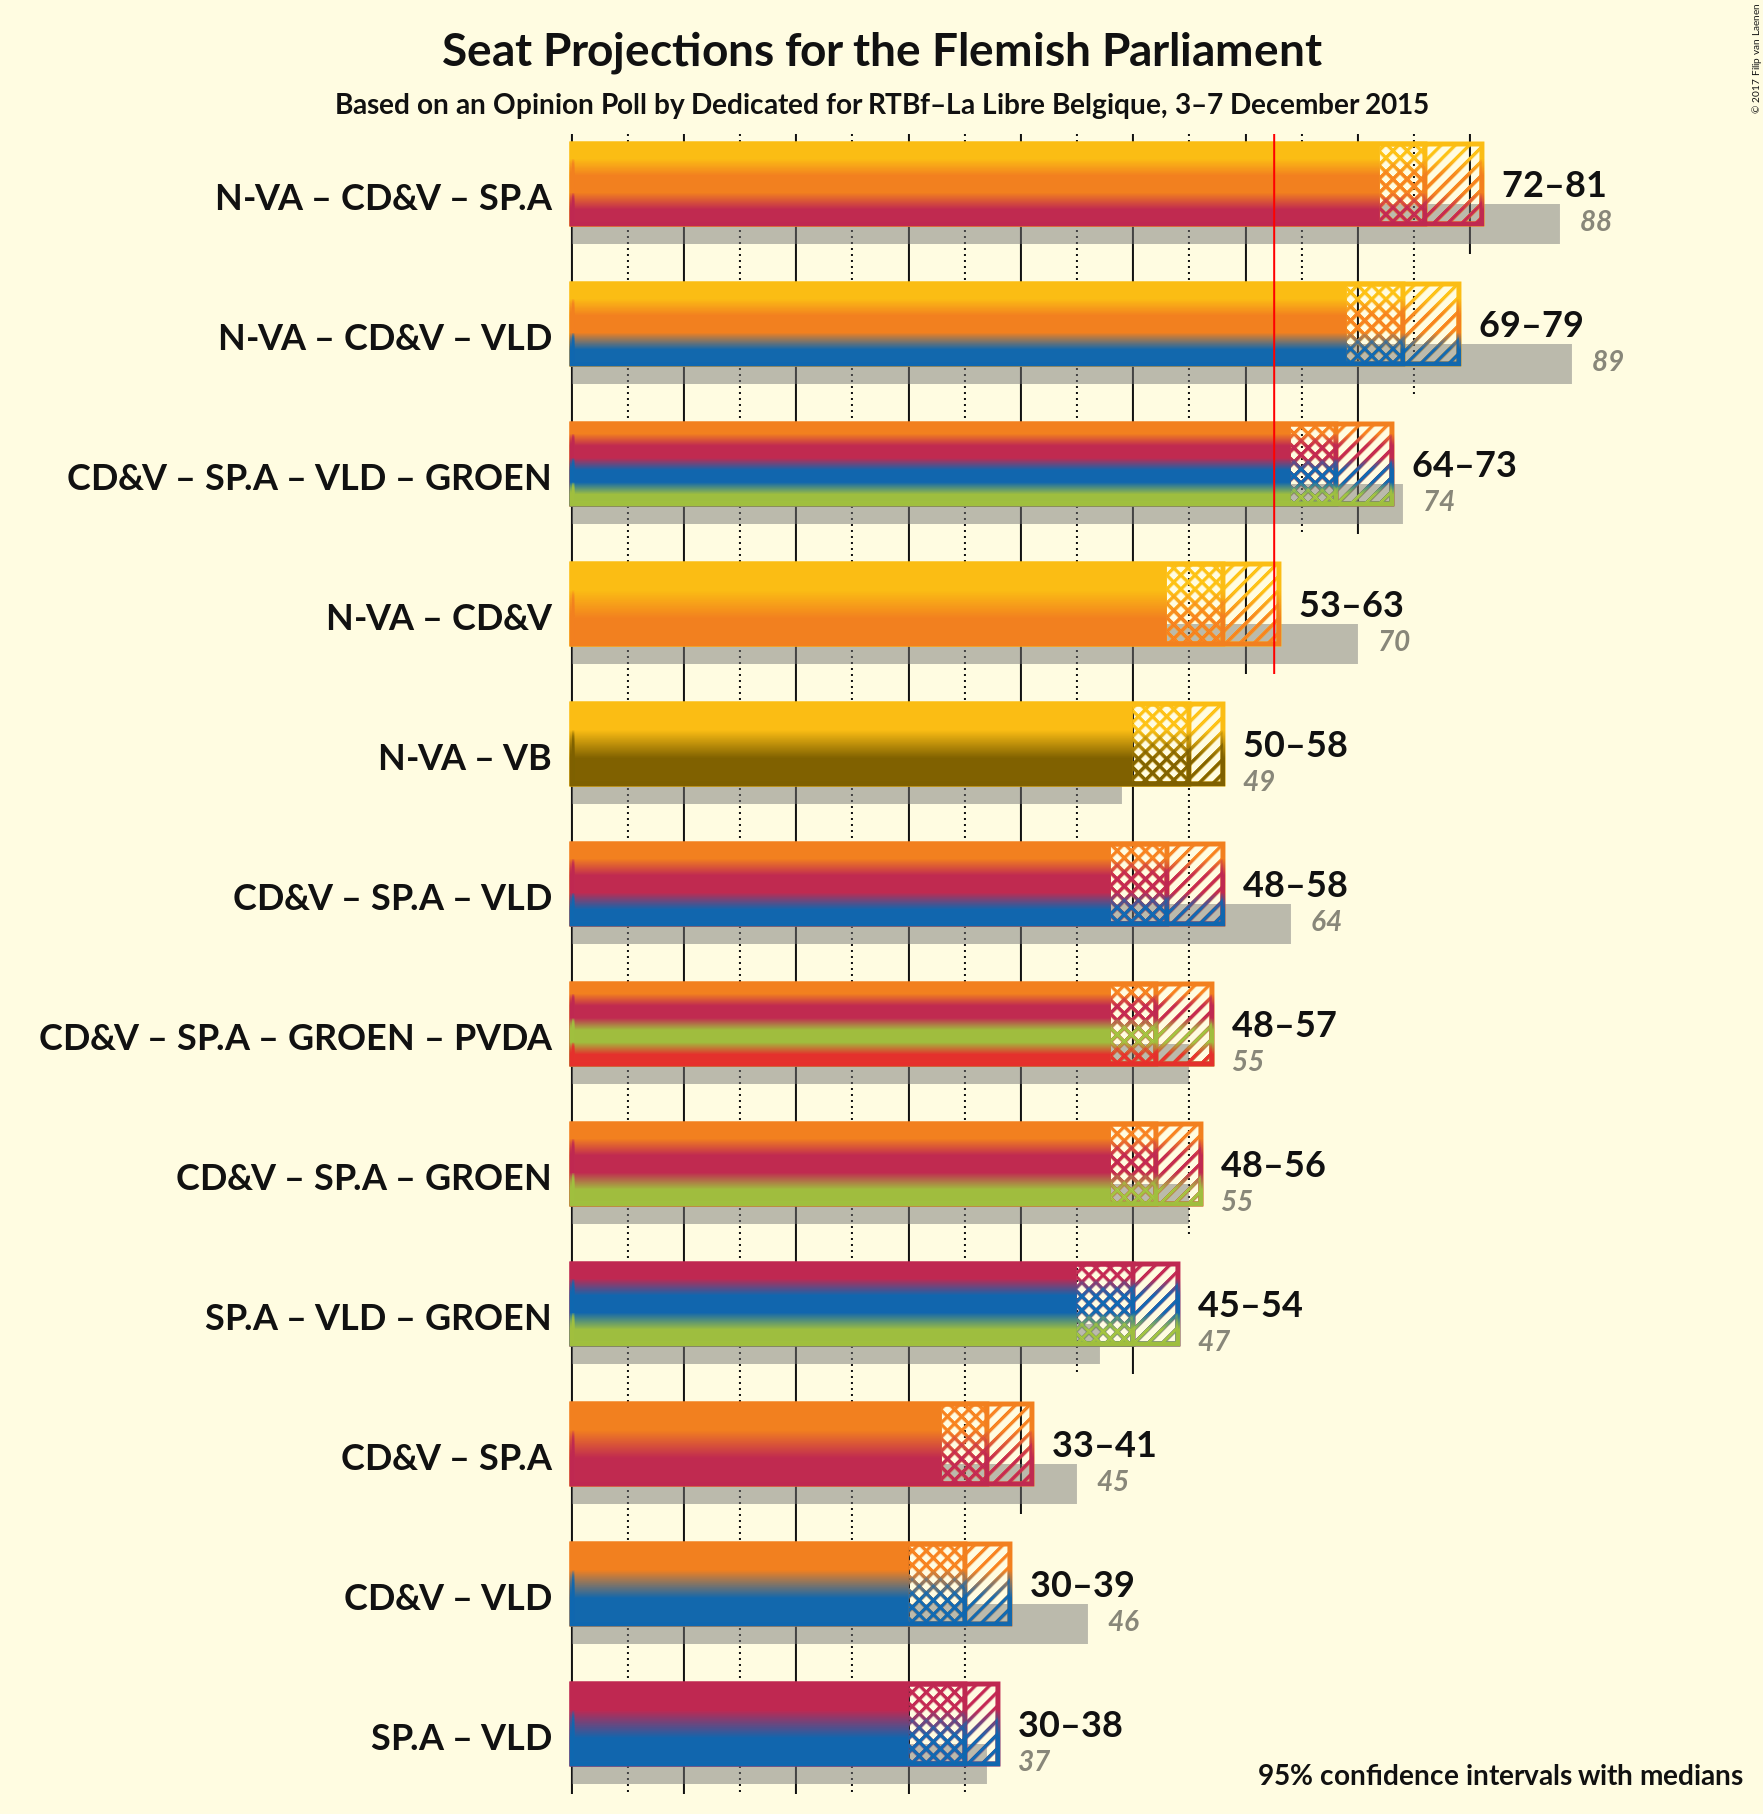 Seat Projections for the Flemish Parliament
Based on an Opinion Poll by Dedicated for RTBf–La Libre Belgique, 3–7 December 2015
© 2017 Filip van Laenen
N-VA – CD&V – SP.A
72–81
88
N-VA – CD&V – VLD
69–79
89
CD&V – SP.A – VLD – GROEN
64–73
74
N-VA – CD&V
53–63
70
N-VA – VB
50–58
49
CD&V – SP.A – VLD
48–58
64
CD&V – SP.A – GROEN – PVDA
48–57
55
CD&V – SP.A – GROEN
48–56
55
SP.A – VLD – GROEN
45–54
47
CD&V – SP.A
33–41
45
CD&V – VLD
30–39
46
SP.A – VLD
30–38
37
95% confidence intervals with medians